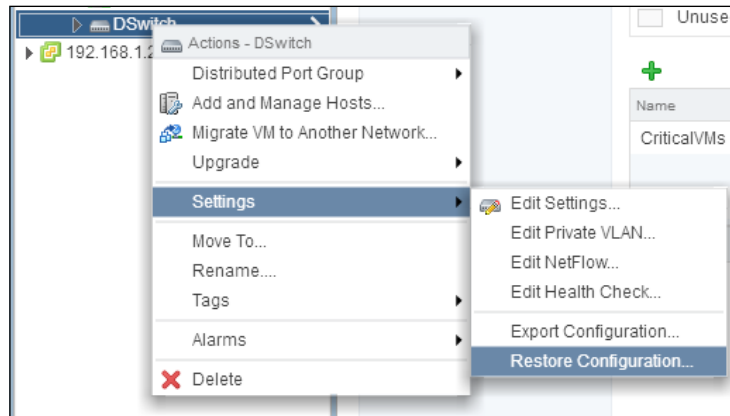 DSwitch
192.168.1.2
Actions - DSwitch
Distributed Port Group
Add and Manage Hosts...
Migrate VM to Another Network...
Upgrade
Settings
Move To...
Rename....
Tags
Alarms
Delete
Edit Settings...
Edit Private VLAN...
Edit NetFlow...
Edit Health Check...
Export Configuration...
Restore Configuration...
Unuse
Name
CriticalVMs